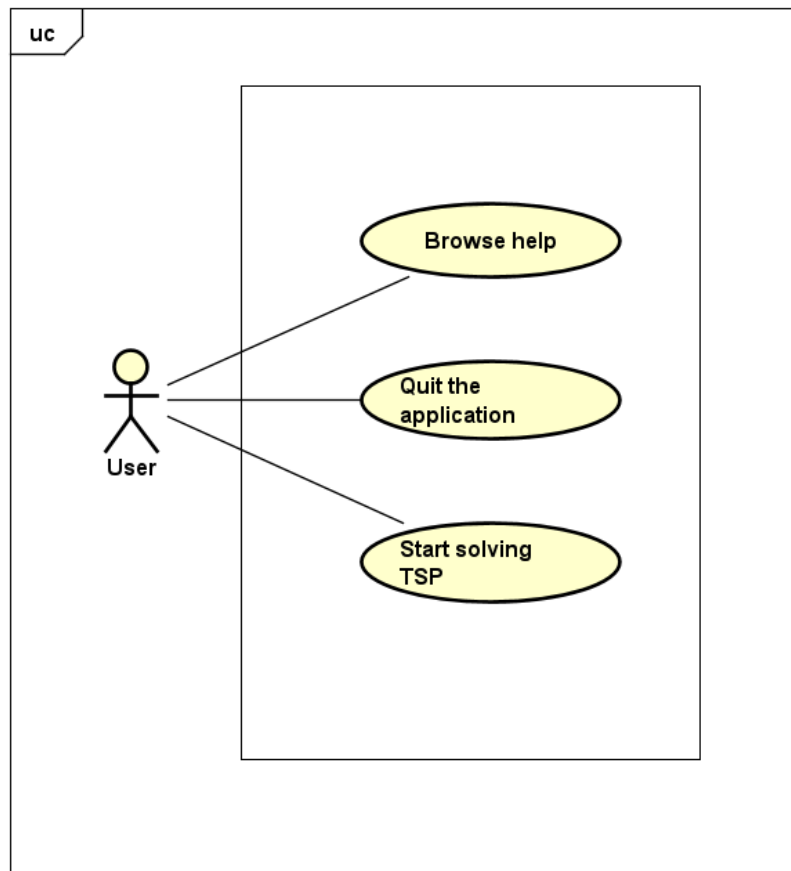 uc
Browse help
Quit the
application
User
Start solving
TSP